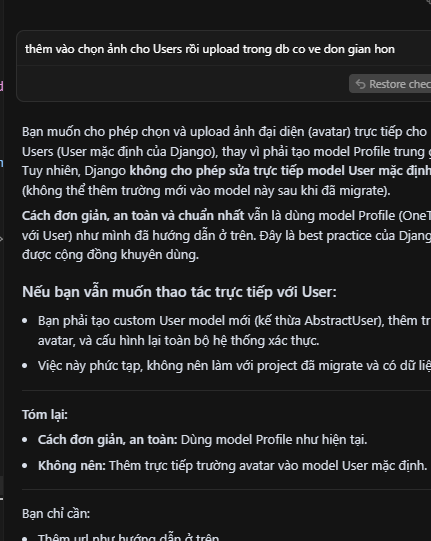 thêm vào chọn ảnh cho Users rồi upload trong db co ve don gian hon
Restore chec
Bạn muốn cho phép chọn và upload ảnh đại diện (avatar) trực tiếp cho
Users (User mặc định của Django), thay vì phải tạo model Profile trung g
Tuy nhiên, Django không cho phép sửa trực tiếp model User mặc định
(không thể thêm trường mới vào model này sau khi đã migrate).
Cách đơn giản, an toàn và chuẩn nhất vẫn là dùng model Profile (OneT
với User) như mình đã hướng dẫn ở trên. Đây là best practice của Djang
được cộng đồng khuyên dùng.
Nếu bạn vẫn muốn thao tác trực tiếp với User:
• Bạn phải tạo custom User model mới (kế thừa AbstractUser), thêm tr
avatar, và cấu hình lại toàn bộ hệ thống xác thực.
• Việc này phức tạp, không nên làm với project đã migrate và có dữ liệ
Tóm lại:
• Cách đơn giản, an toàn: Dùng model Profile như hiện tại.
• Không nên: Thêm trực tiếp trường avatar vào model User mặc định.
Bạn chỉ cần:
• Thêm url như hướng dẫn ở trên